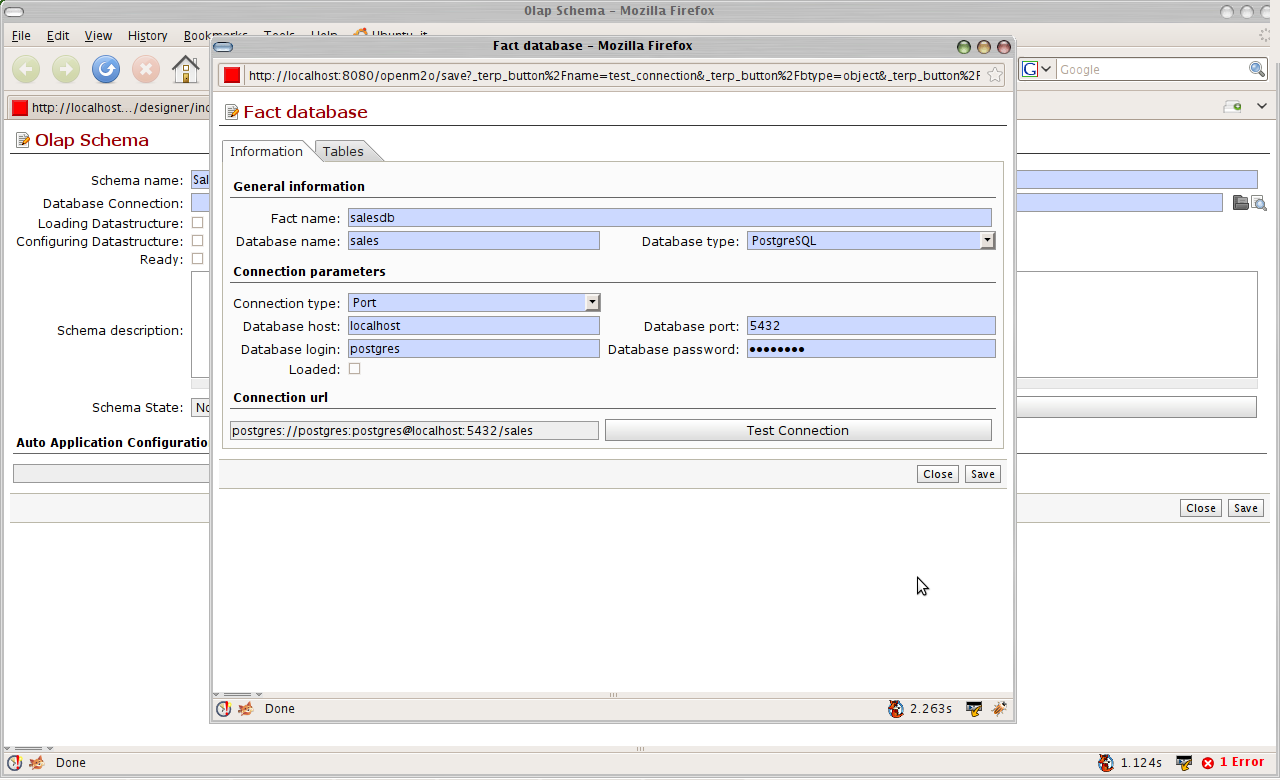 Olap Schema - Mozilla Firefox
File Edit View History Bookmarks Tools Help Ubuntu-it
Fact database - Mozilla Firefox
http://localhost:8080/openm2o/save?_terp_button%2Fname=test_connection&_terp_button%2Fbtype=object&_terp_button%2F
G Google
http://localhost.../designer/ind
Fact database
Olap Schema
Information Tables
Schema name: Sal
Database Connection:
Loading Datastructure:
Configuring Datastructure:
Ready:
Schema description:
Schema State: No
Auto Application Configuratio
General information
Fact name: salesdb
Database name: sales Database type: PostgreSQL
Connection parameters
Connection type: Port
Database host: localhost Database port: 5432
Database login: postgres Database password: ●●●●●●●●
Loaded:
Connection url
postgres://postgres:postgres@localhost:5432/sales Test Connection
Close Save
Close Save
Done 2.263s
Done 1.124s 1 Error